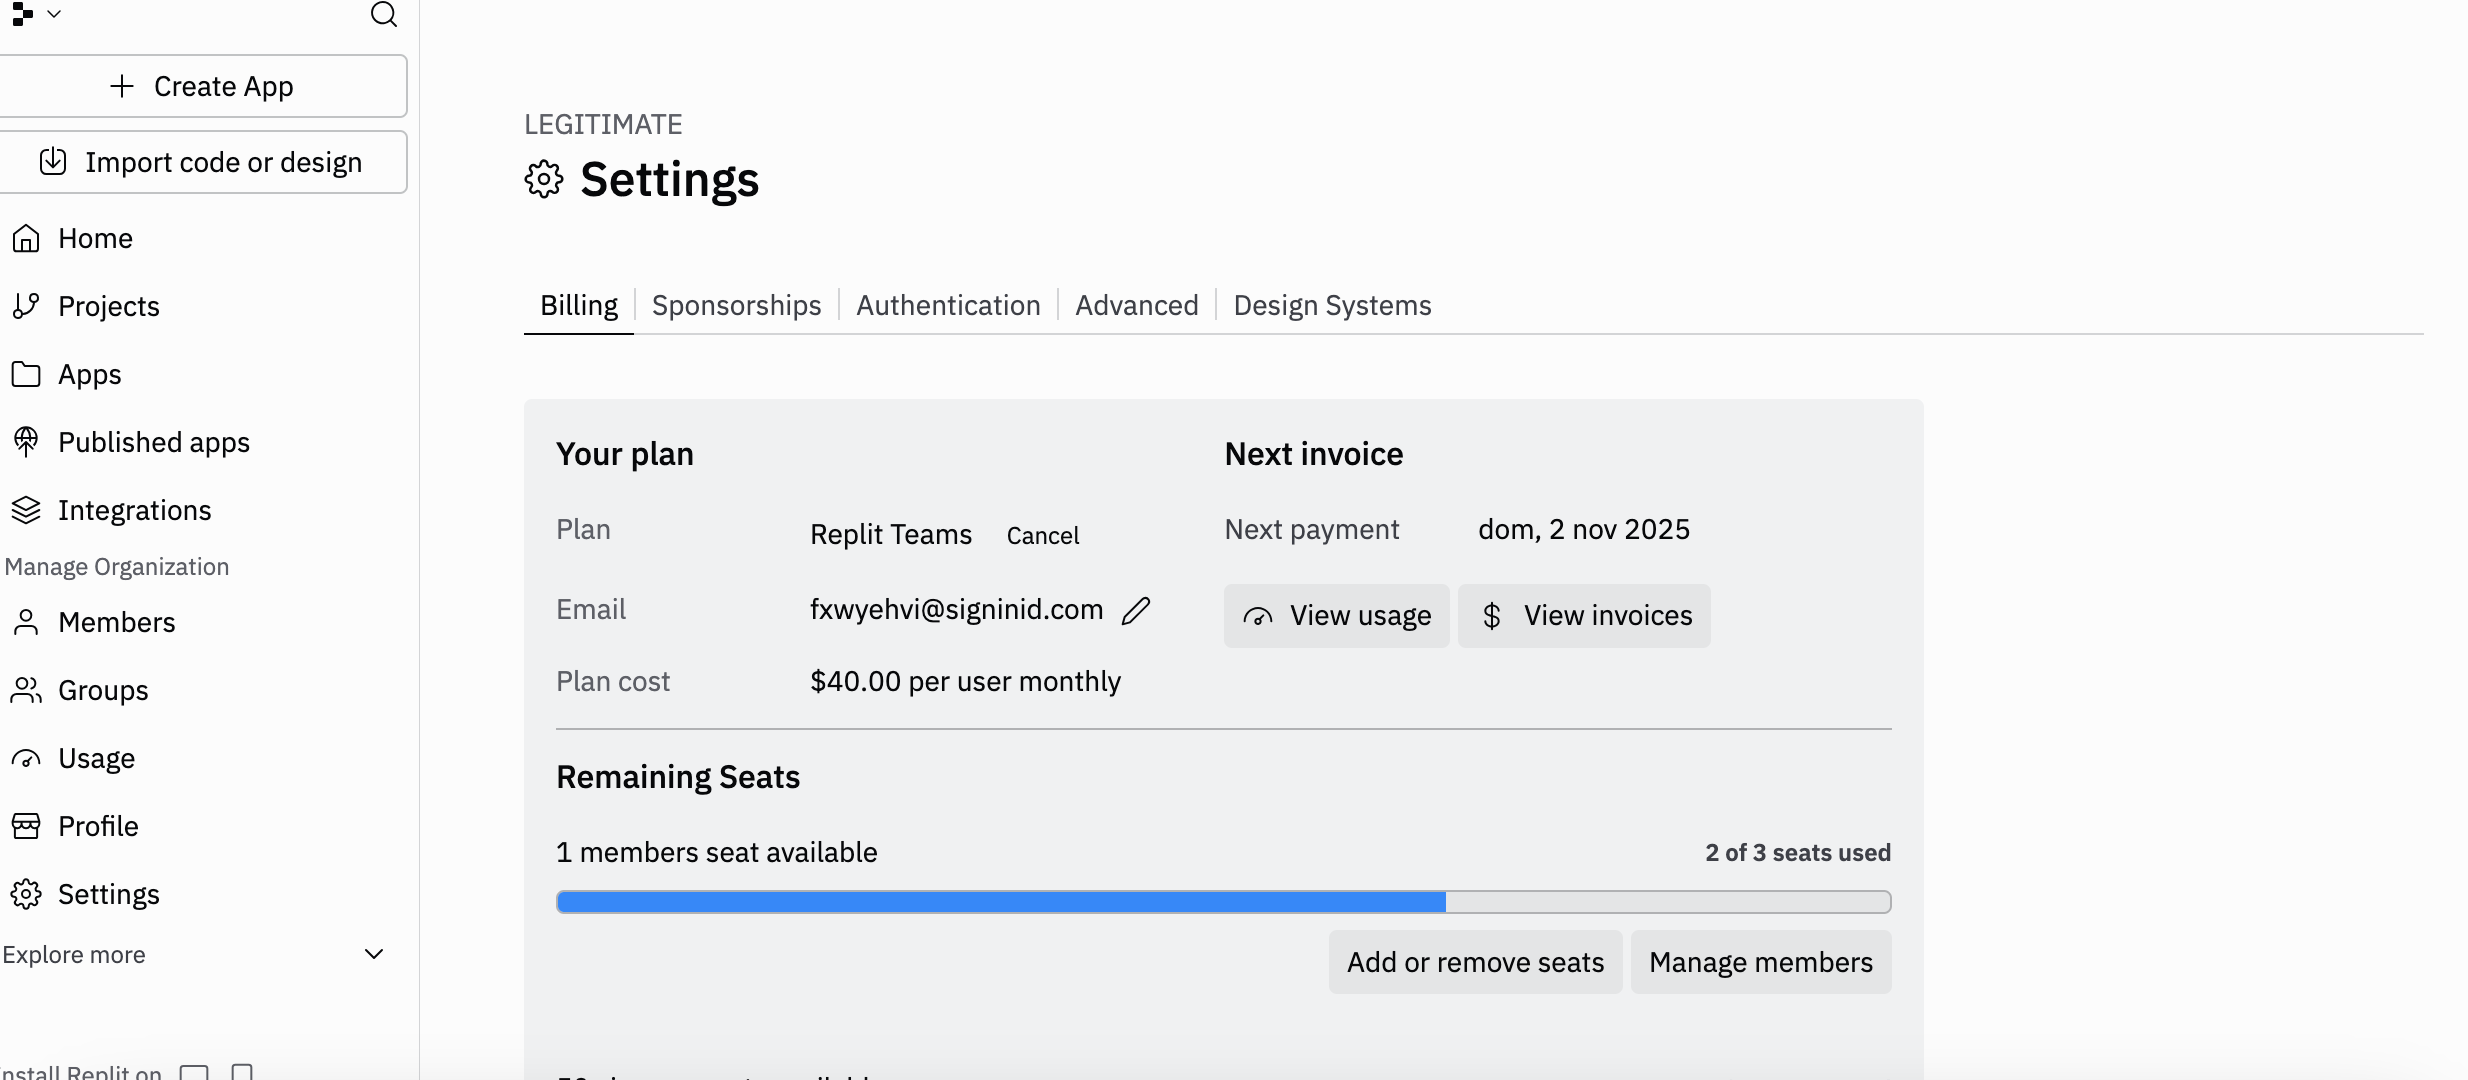 Create App
Import code or design
Home
Projects
Apps
Published apps
Integrations
Manage Organization
Members
Groups
Usage
Profile
Settings
Explore more
nstall Replit on
LEGITIMATE
Settings
Billing
Sponsorships
Authentication
Advanced
Design Systems
Your plan
Plan
Replit Teams
Cancel
Email
fxwyehvi@signinid.com
Plan cost
$40.00 per user monthly
Next invoice
Next payment
dom, 2 nov 2025
View usage
$ View invoices
Remaining Seats
1 members seat available
2 of 3 seats used
Add or remove seats
Manage members